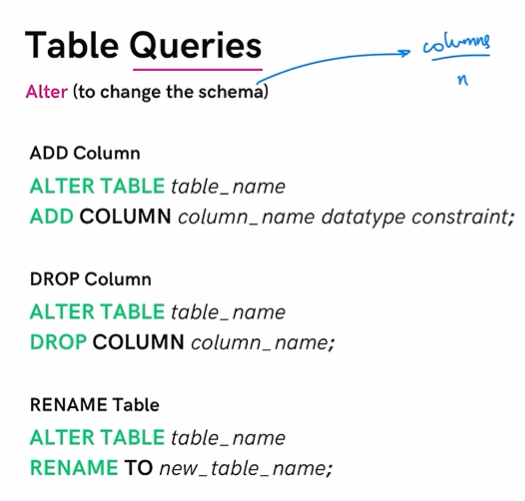 Table Queries
columns
n
Alter (to change the schema)
ADD Column
ALTER TABLE table_name
ADD COLUMN column_name datatype constraint;
DROP Column
ALTER TABLE table_name
DROP COLUMN column_name;
RENAME Table
ALTER TABLE table_name
RENAME TO new_table_name;